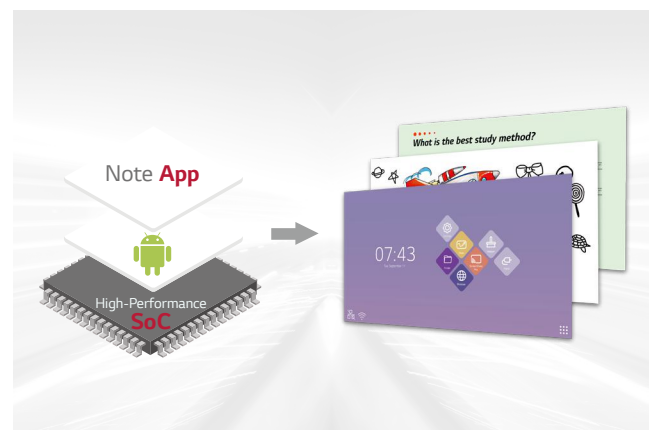 Note App
High-Performance
SoC
What is the best study method?
07:43